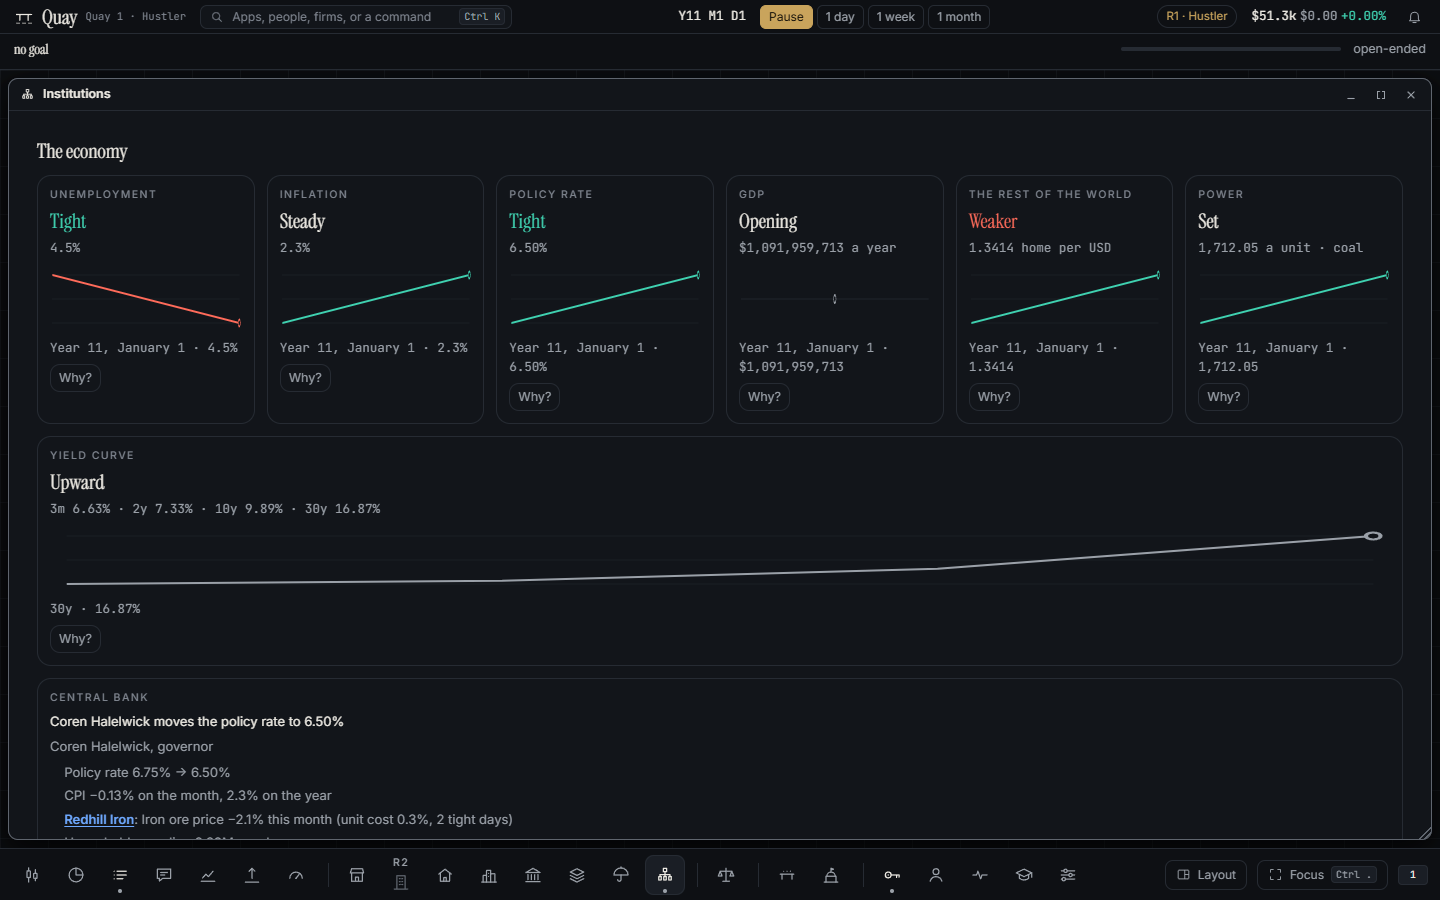 Quay Quay 1 · Hustler
Apps, people, firms, or a command Ctrl K
Y11 M1 D1 Pause 1 day 1 week 1 month
R1 · Hustler $51.3k $0.00 +0.00%
no goal
open-ended
Institutions
The economy
UNEMPLOYMENT
Tight
4.5%
Year 11, January 1 · 4.5%
Why?
INFLATION
Steady
2.3%
Year 11, January 1 · 2.3%
Why?
POLICY RATE
Tight
6.50%
Year 11, January 1 ·
6.50%
Why?
GDP
Opening
$1,091,959,713 a year
Year 11, January 1 ·
$1,091,959,713
Why?
THE REST OF THE WORLD
Weaker
1.3414 home per USD
Year 11, January 1 ·
1.3414
Why?
POWER
Set
1,712.05 a unit · coal
Year 11, January 1 ·
1,712.05
Why?
YIELD CURVE
Upward
3m 6.63% · 2y 7.33% · 10y 9.89% · 30y 16.87%
30y · 16.87%
Why?
CENTRAL BANK
Coren Halelwick moves the policy rate to 6.50%
Coren Halelwick, governor
Policy rate 6.75% → 6.50%
CPI −0.13% on the month, 2.3% on the year
Redhill Iron: Iron ore price −2.1% this month (unit cost 0.3%, 2 tight days)
R2
Layout
Focus Ctrl .
1